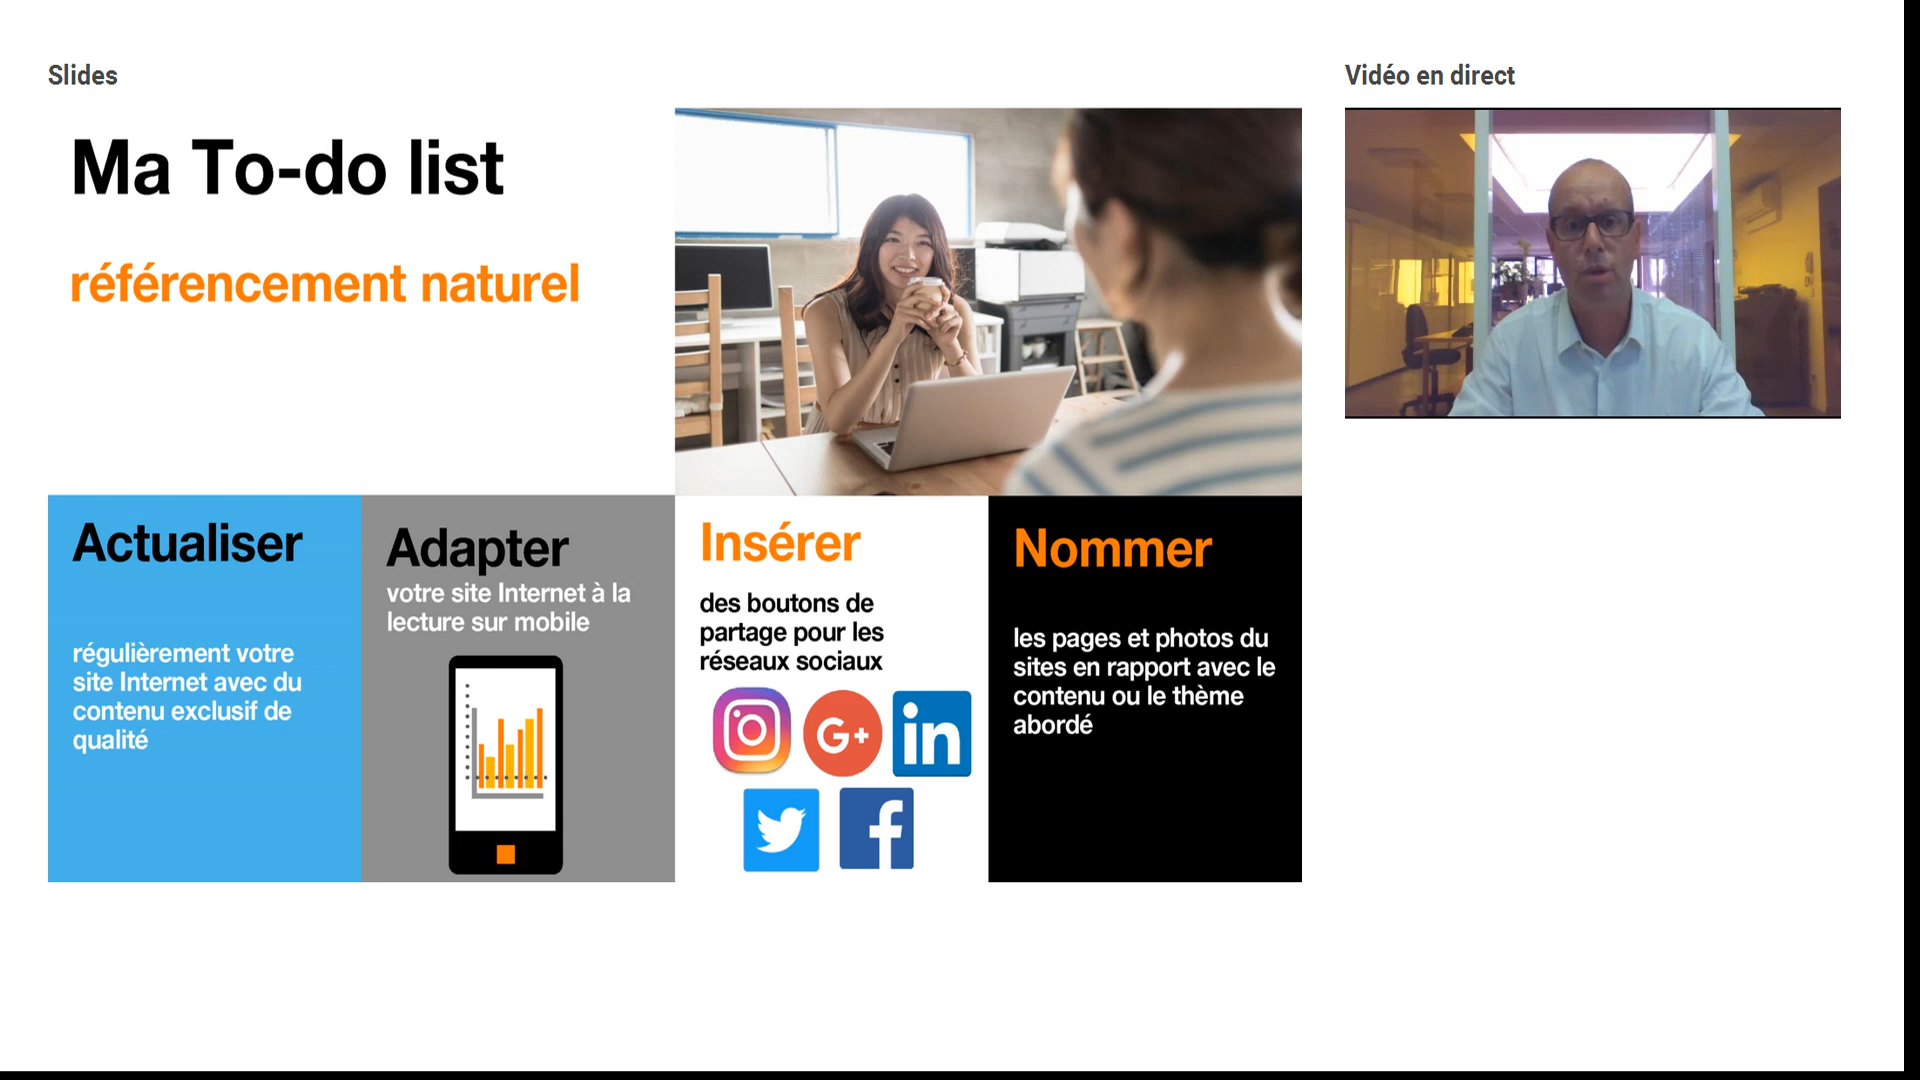 Slides
Vidéo en direct
Ma To-do list
référencement naturel
Actualiser
régulièrement votre
site Internet avec du
contenu exclusif de
qualité
Adapter
votre site Internet à la
lecture sur mobile
Insérer
des boutons de
partage pour les
réseaux sociaux
G+
in
f
Nommer
les pages et photos du
sites en rapport avec le
contenu ou le thème
abordé